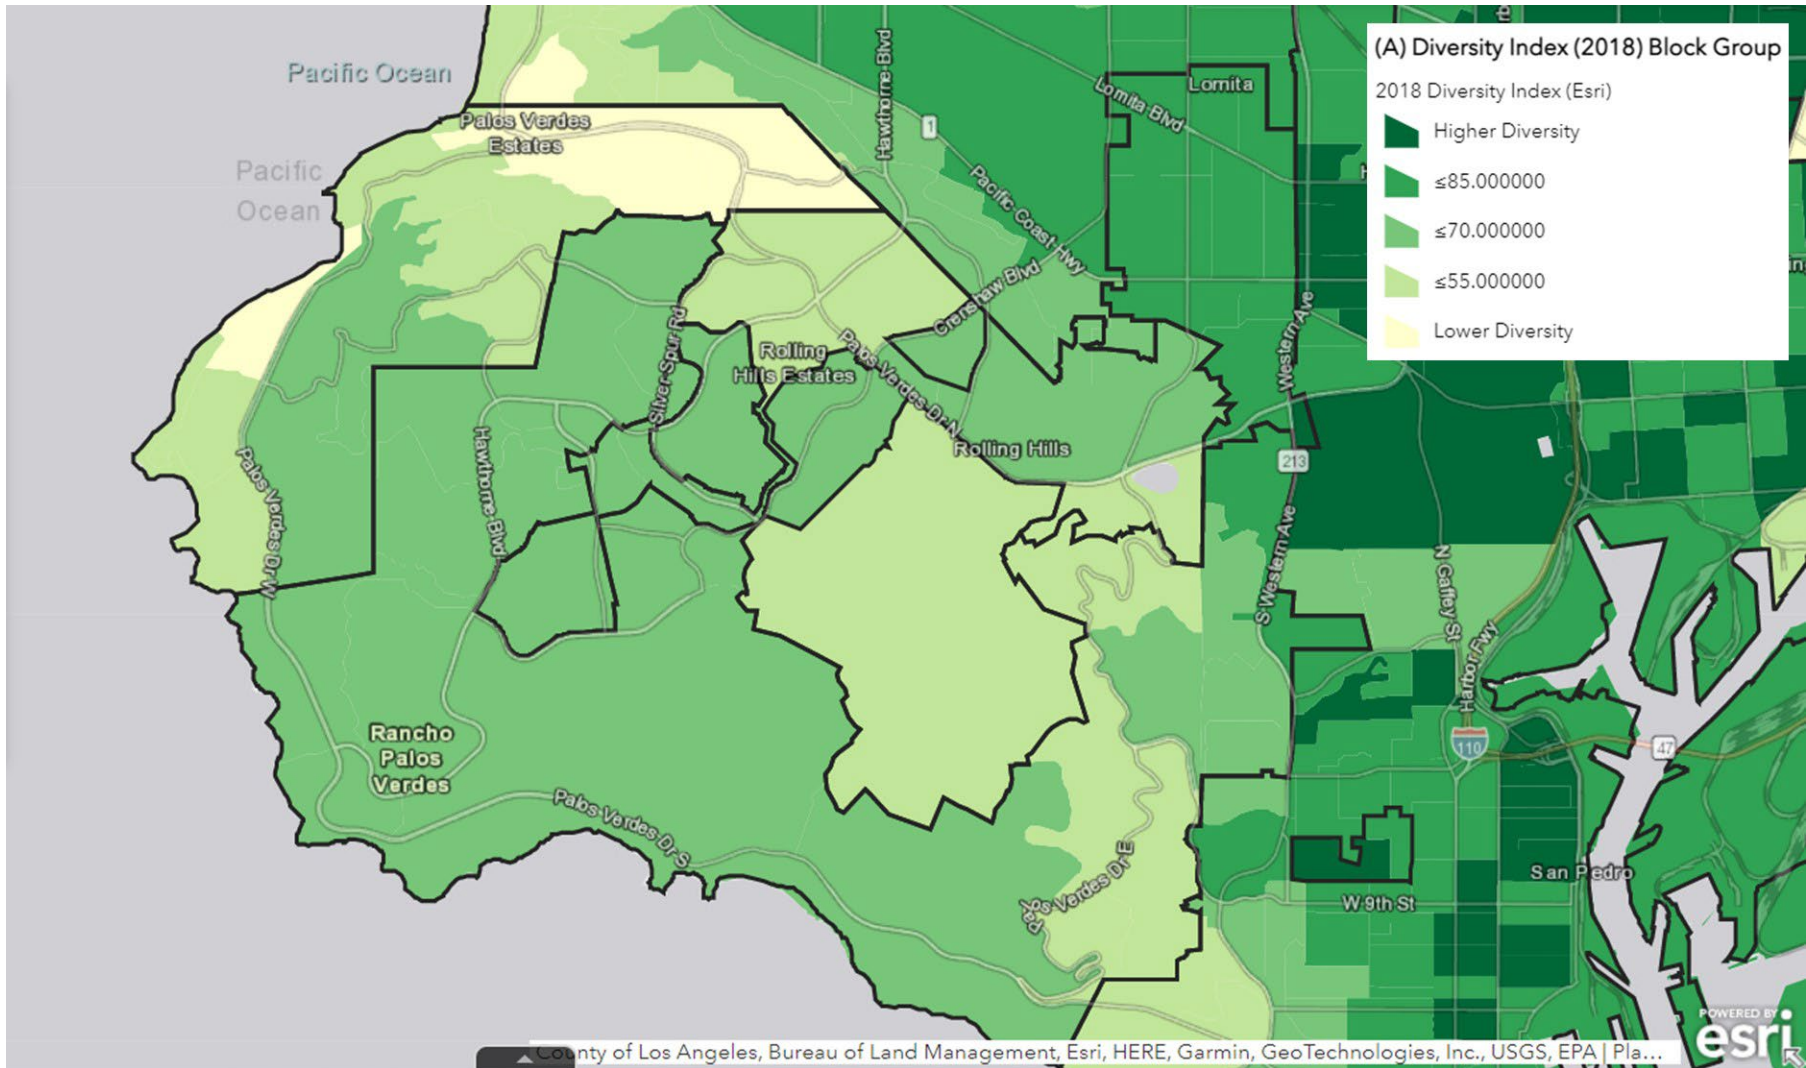 (A) Diversity Index (2018) Block Group
2018 Diversity Index (Esri)
Higher Diversity
≤85.000000
≤70.000000
≤55.000000
Lower Diversity
Pacific Ocean
Pacific
Ocean
Palos Verdes
Estates
Hawthorne Blvd
1
Lomita Blvd
Lomita
Pacific Coast Hwy
Crenshaw Blvd
Western Ave
Silver Spur Rd
Rolling
Hills Estates
Palos Verdes Dr N
Rolling Hills
213
Palos Verdes Dr W
Hawthorne Blvd
S Western Ave
N Gaffey St
Harbor Fwy
110
47
Rancho
Palos
Verdes
Palos Verdes Dr S
Palos Verdes Dr E
San Pedro
W 9th St
County of Los Angeles, Bureau of Land Management, Esri, HERE, Garmin, GeoTechnologies, Inc., USGS, EPA | Pla...
POWERED BY
esri